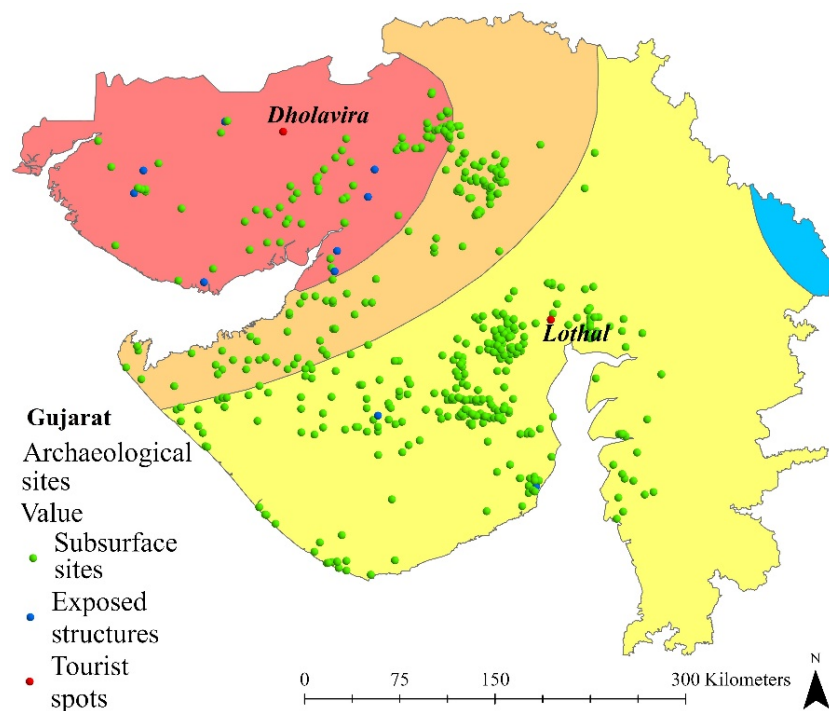 Dholavira
Lothal
Gujarat
Archaeological
sites
Value
Subsurface
sites
Exposed
structures
Tourist
spots
0 75 150 300 Kilometers
N